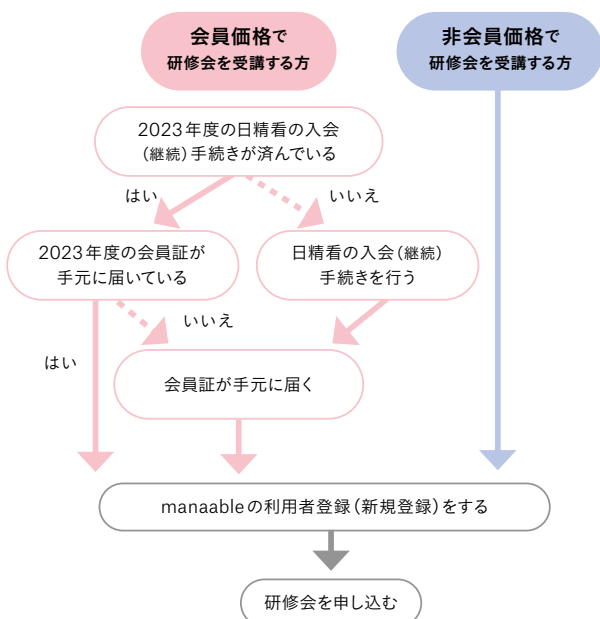 会員価格で
研修会を受講する方
非会員価格で
研修会を受講する方
2023年度の日精看の入会
(継続)手続きが済んでいる
はい
いいえ
2023年度の会員証が
手元に届いている
日精看の入会(継続)
手続きを行う
いいえ
はい
会員証が手元に届く
manaableの利用者登録(新規登録)をする
研修会を申し込む